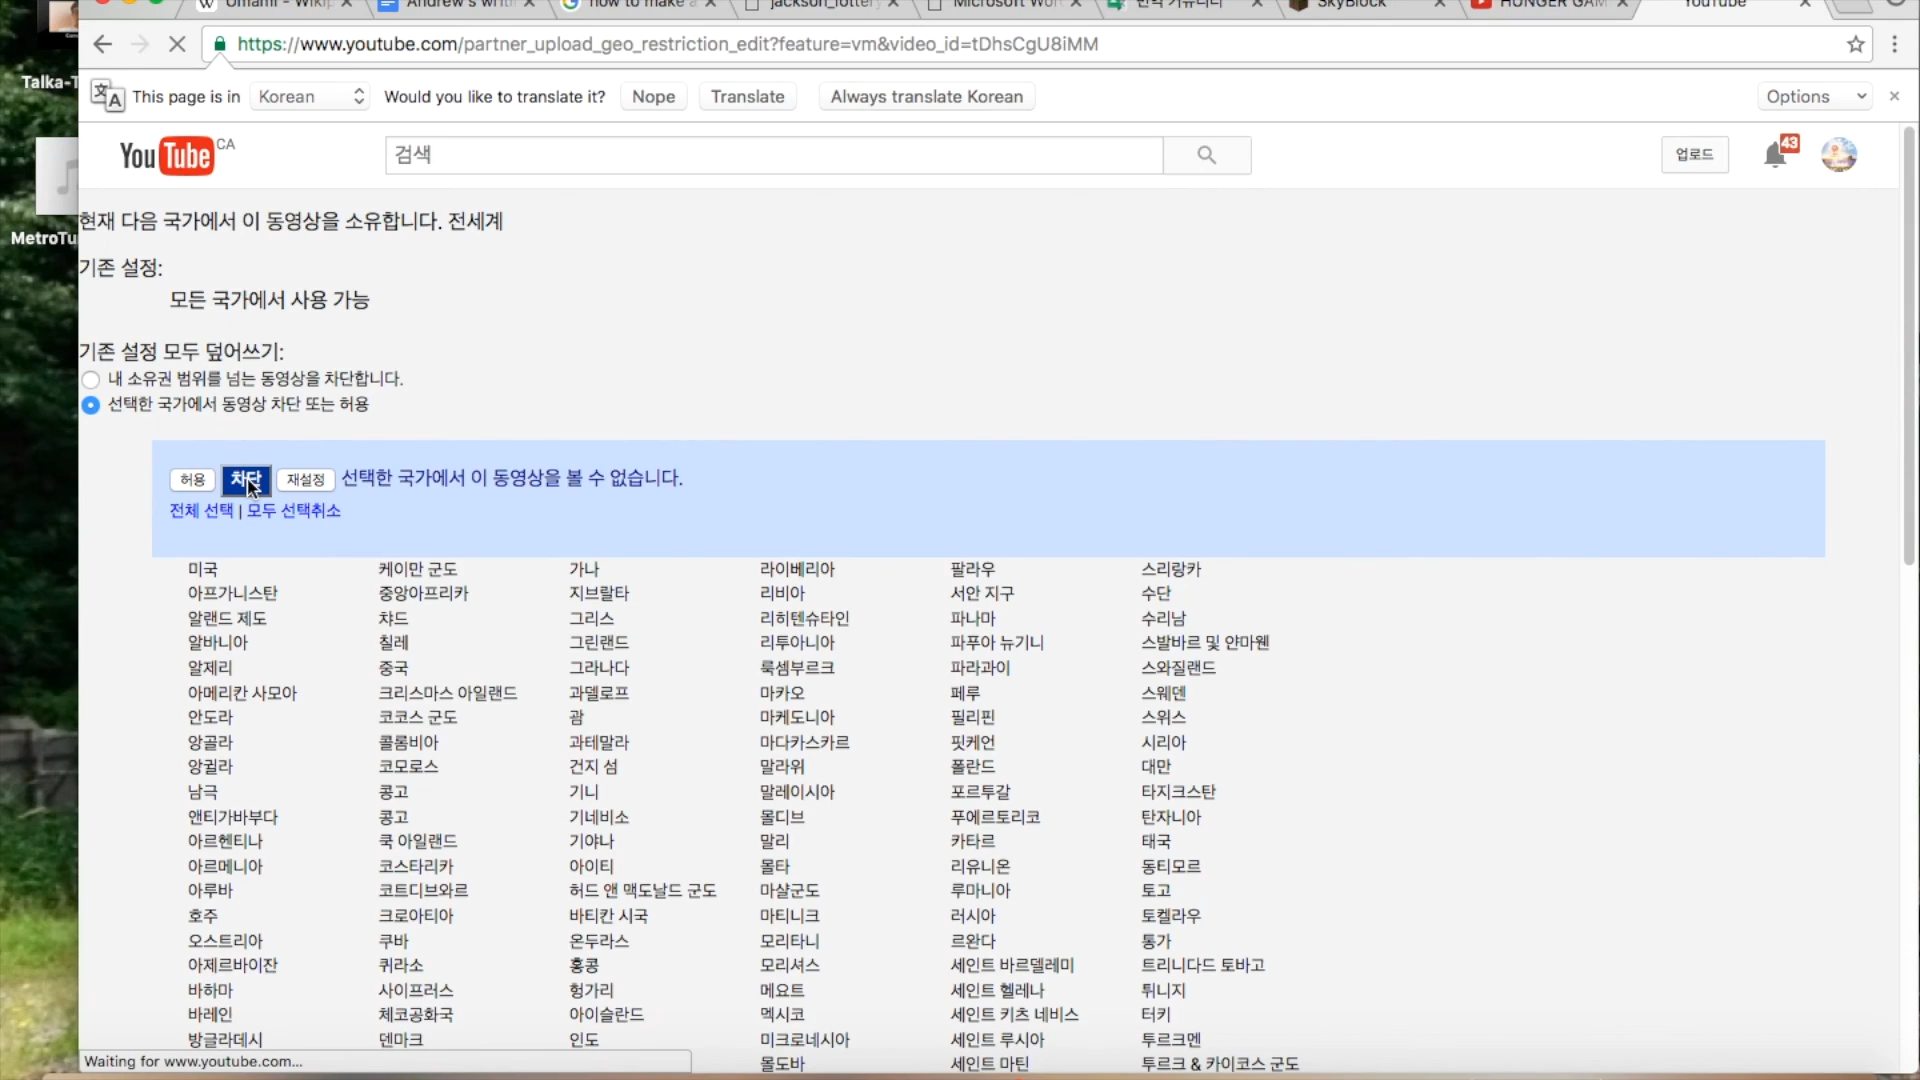 Umami - Wikip
Andrew's writi
how to make a
jackson_lottery
Microsoft Wor
번역 커뮤니티
SkyBlock
HUNGER GAM
YouTube
https://www.youtube.com/partner_upload_geo_restriction_edit?feature=vm&video_id=tDhsCgU8iMM
Talka-T
This page is in Korean Would you like to translate it? Nope Translate Always translate Korean Options
YouTube CA 검색 업로드 43
MetroTu
현재 다음 국가에서 이 동영상을 소유합니다. 전세계
기존 설정:
모든 국가에서 사용 가능
기존 설정 모두 덮어쓰기:
내 소유권 범위를 넘는 동영상을 차단합니다.
선택한 국가에서 동영상 차단 또는 허용
허용 차단 재설정 선택한 국가에서 이 동영상을 볼 수 없습니다.
전체 선택 | 모두 선택취소
미국 케이만 군도 가나 라이베리아 팔라우 스리랑카
아프가니스탄 중앙아프리카 지브랄타 리비아 서안 지구 수단
알랜드 제도 챠드 그리스 리히텐슈타인 파나마 수리남
알바니아 칠레 그린랜드 리투아니아 파푸아 뉴기니 스발바르 및 얀마웬
알제리 중국 그라나다 룩셈부르크 파라과이 스와질랜드
아메리칸 사모아 크리스마스 아일랜드 과델로프 마카오 페루 스웨덴
안도라 코코스 군도 괌 마케도니아 필리핀 스위스
앙골라 콜롬비아 과테말라 마다카스카르 핏케언 시리아
앙귈라 코모로스 건지 섬 말라위 폴란드 대만
남극 콩고 기니 말레이시아 포르투갈 타지크스탄
앤티가바부다 콩고 기네비소 몰디브 푸에르토리코 탄자니아
아르헨티나 쿡 아일랜드 기야나 말리 카타르 태국
아르메니아 코스타리카 아이티 몰타 리유니온 동티모르
아루바 코트디브와르 허드 앤 맥도날드 군도 마샬군도 루마니아 토고
호주 크로아티아 바티칸 시국 마티니크 러시아 토켈라우
오스트리아 쿠바 온두라스 모리타니 르완다 통가
아제르바이잔 퀴라소 홍콩 모리셔스 세인트 바르델레미 트리니다드 토바고
바하마 사이프러스 헝가리 메요트 세인트 헬레나 튀니지
바레인 체코공화국 아이슬란드 멕시코 세인트 키츠 네비스 터키
방글라데시 덴마크 인도 미크로네시아 세인트 루시아 투르크멘
몰도바 세인트 마틴 투르크 & 카이코스 군도
Waiting for www.youtube.com...